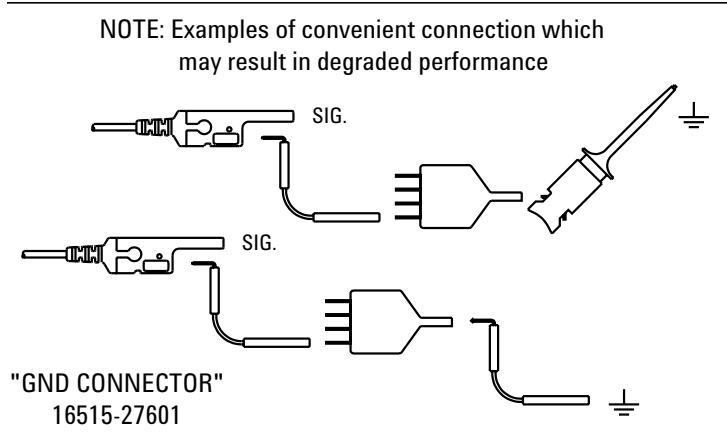 NOTE: Examples of convenient connection which
may result in degraded performance
SIG.
SIG.
"GND CONNECTOR"
16515-27601